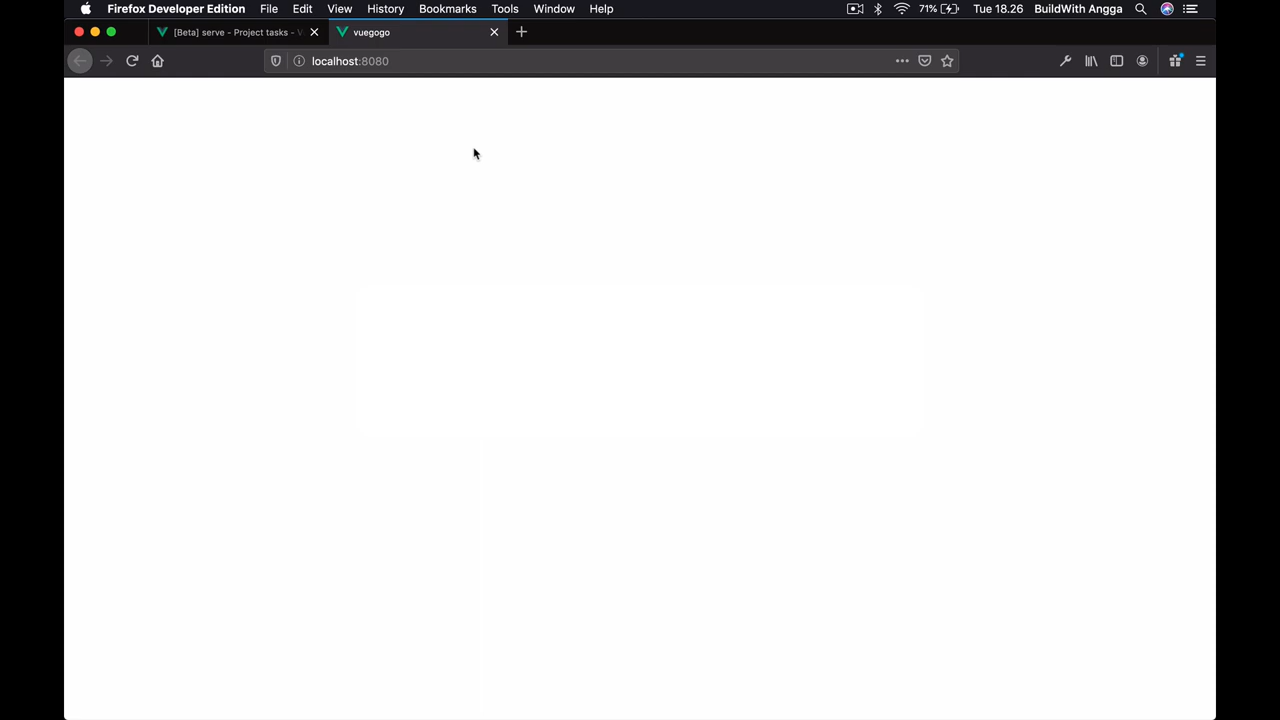 Firefox Developer Edition File Edit View History Bookmarks Tools Window Help 71% Tue 18.26 BuildWith Angga
[Beta] serve - Project tasks - V vuegogo
localhost:8080